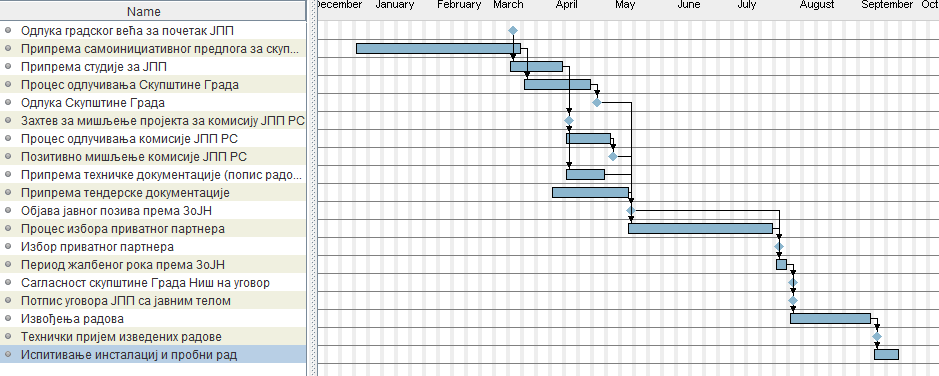 Name
December January February March April May June July August September Oct
Одлука градског већа за почетак ЈПП
Припрема самоиницијативног предлога за скуп...
Припрема студије за ЈПП
Процес одлучивања Скупштине Града
Одлука Скупштине Града
Захтев за мишљење пројекта за комисију ЈПП РС
Процес одлучивања комисије ЈПП РС
Позитивно мишљење комисије ЈПП РС
Припрема техничке документације (попис радо...
Припрема тендерске документације
Објава јавног позива према ЗоЈН
Процес избора приватног партнера
Избор приватног партнера
Период жалбеног рока према ЗоЈН
Сагласност скупштине Града Ниш на уговор
Потпис уговора ЈПП са јавним телом
Извођења радова
Технички пријем изведених радове
Испитивање инсталациј и пробни рад